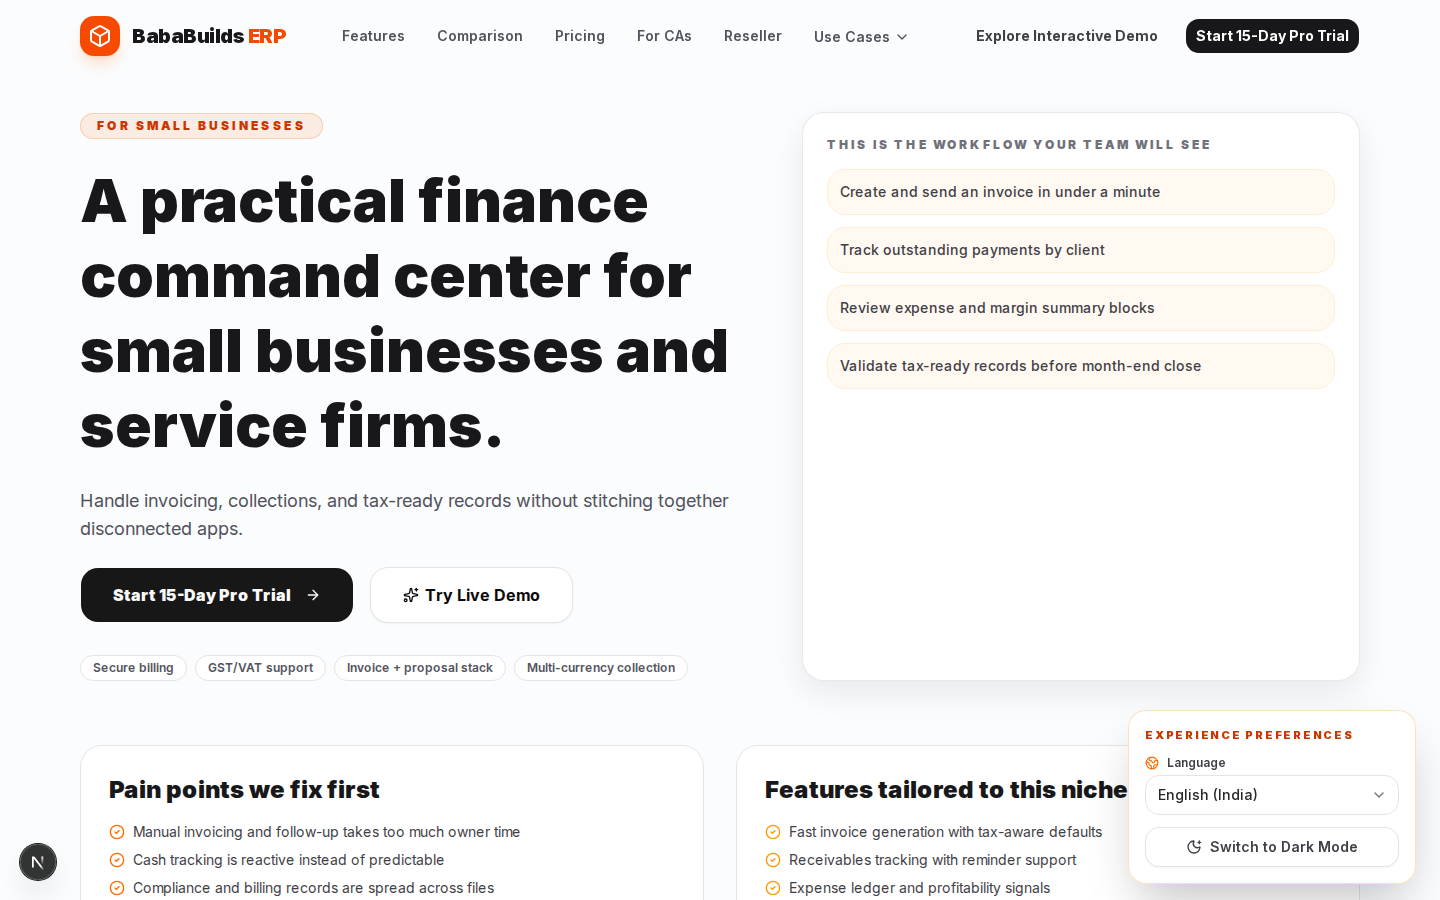 BabaBuilds ERP
Features
Comparison
Pricing
For CAs
Reseller
Use Cases
Explore Interactive Demo
Start 15-Day Pro Trial
FOR SMALL BUSINESSES
A practical finance
command center for
small businesses and
service firms.
Handle invoicing, collections, and tax-ready records without stitching together
disconnected apps.
Start 15-Day Pro Trial
Try Live Demo
Secure billing
GST/VAT support
Invoice + proposal stack
Multi-currency collection
THIS IS THE WORKFLOW YOUR TEAM WILL SEE
Create and send an invoice in under a minute
Track outstanding payments by client
Review expense and margin summary blocks
Validate tax-ready records before month-end close
Pain points we fix first
Manual invoicing and follow-up takes too much owner time
Cash tracking is reactive instead of predictable
Compliance and billing records are spread across files
Features tailored to this niche
Fast invoice generation with tax-aware defaults
Receivables tracking with reminder support
Expense ledger and profitability signals
EXPERIENCE PREFERENCES
Language
English (India)
Switch to Dark Mode
N